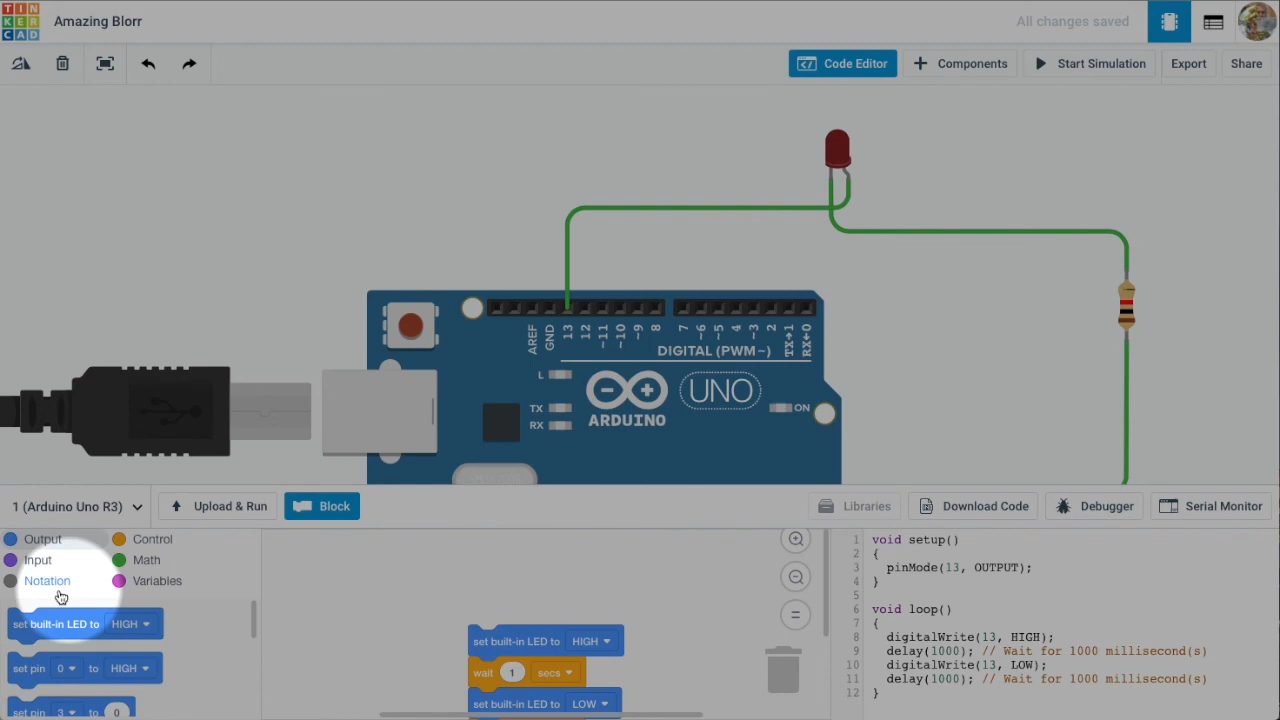 TINKERCAD
Amazing Blorr
All changes saved
Code Editor
Components
Start Simulation
Export
Share
AREF
GND
13
12
~11
~10
~9
8
7
~6
~5
4
~3
2
TX→1
RX←0
DIGITAL (PWM~)
L
TX
RX
UNO
ARDUINO
ON
1 (Arduino Uno R3)
Upload & Run
Block
Libraries
Download Code
Debugger
Serial Monitor
Output
Control
Input
Math
Notation
Variables
set built-in LED to HIGH
set pin 0 to HIGH
set pin 3 to 0
set built-in LED to HIGH
wait 1 secs
set built-in LED to LOW
1 void setup()
2 {
3 pinMode(13, OUTPUT);
4 }
5
6 void loop()
7 {
8 digitalWrite(13, HIGH);
9 delay(1000); // Wait for 1000 millisecond(s)
10 digitalWrite(13, LOW);
11 delay(1000); // Wait for 1000 millisecond(s)
12 }